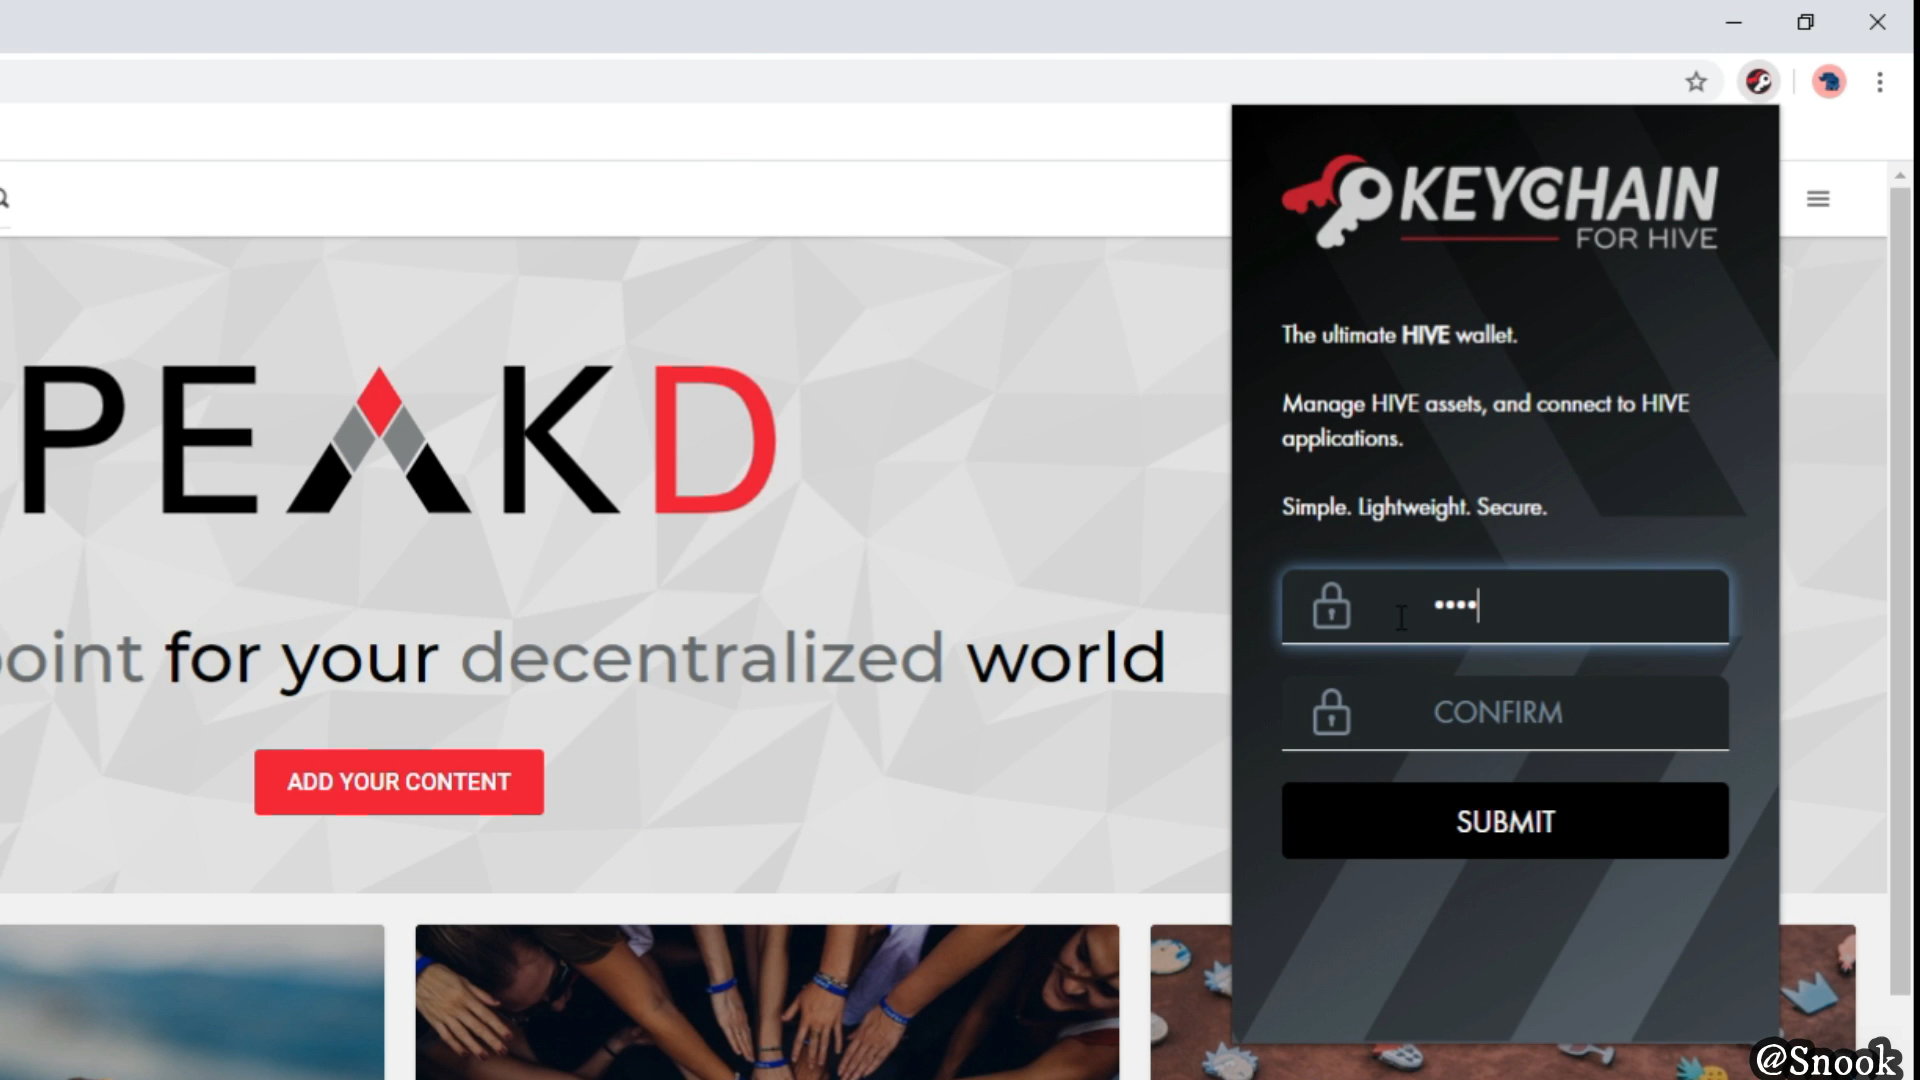 KEYCHAIN
FOR HIVE
The ultimate HIVE wallet.
Manage HIVE assets, and connect to HIVE
applications.
Simple. Lightweight. Secure.
••••
CONFIRM
SUBMIT
PEAKD
oint for your decentralized world
ADD YOUR CONTENT
@Snook